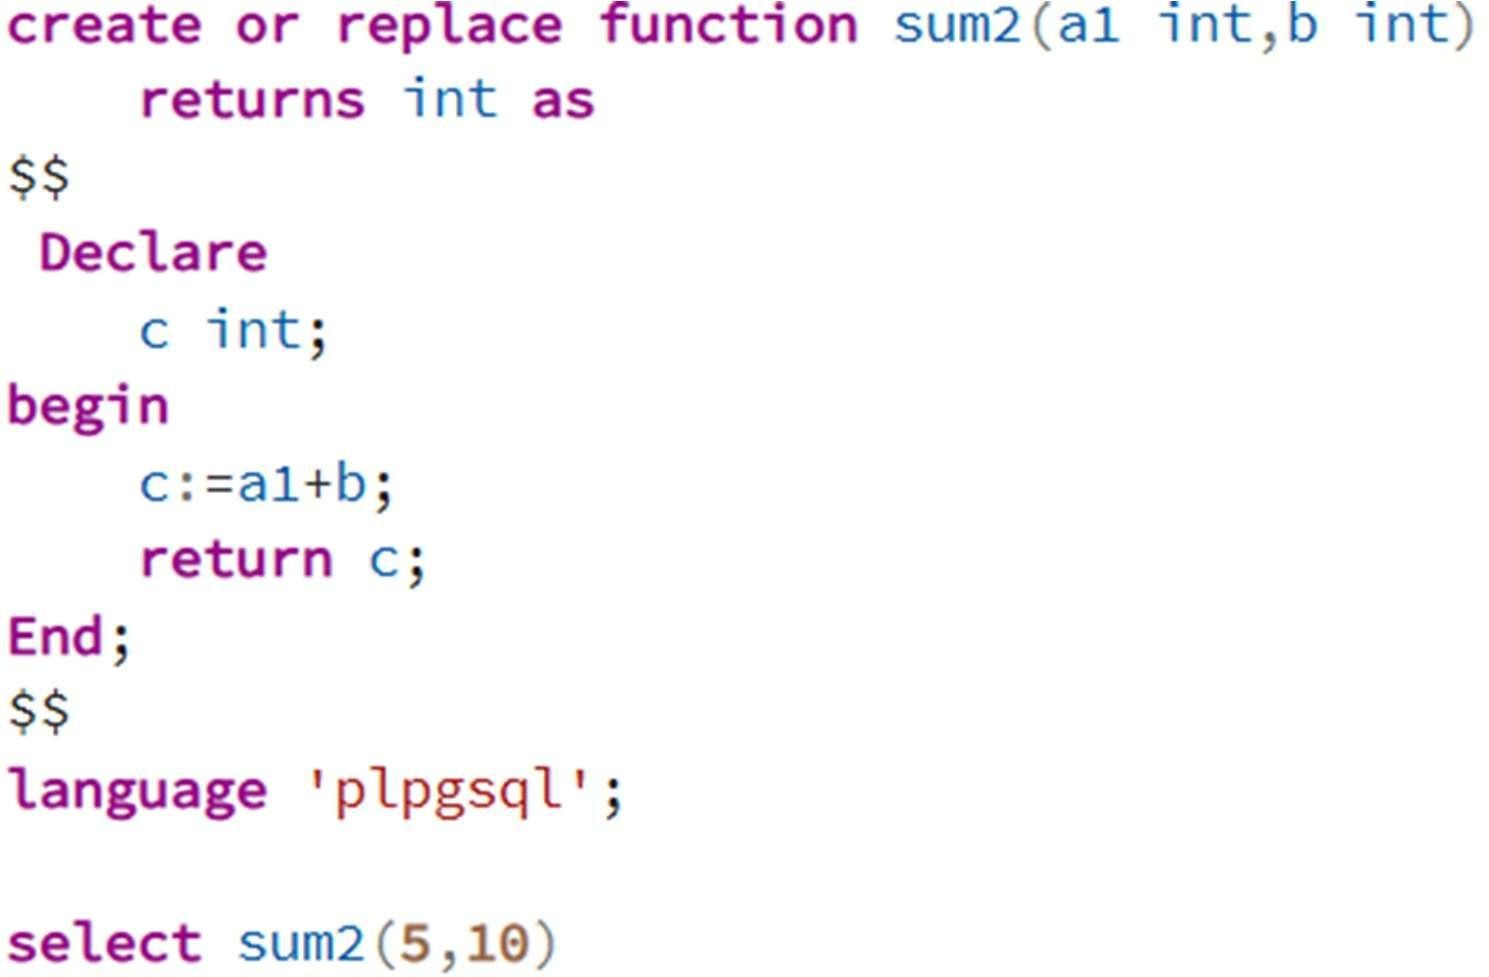 create or replace function sum2(a1 int,b int)
    returns int as
$$
 Declare
    c int;
begin
    c:=a1+b;
    return c;
End;
$$
language 'plpgsql';

select sum2(5,10)